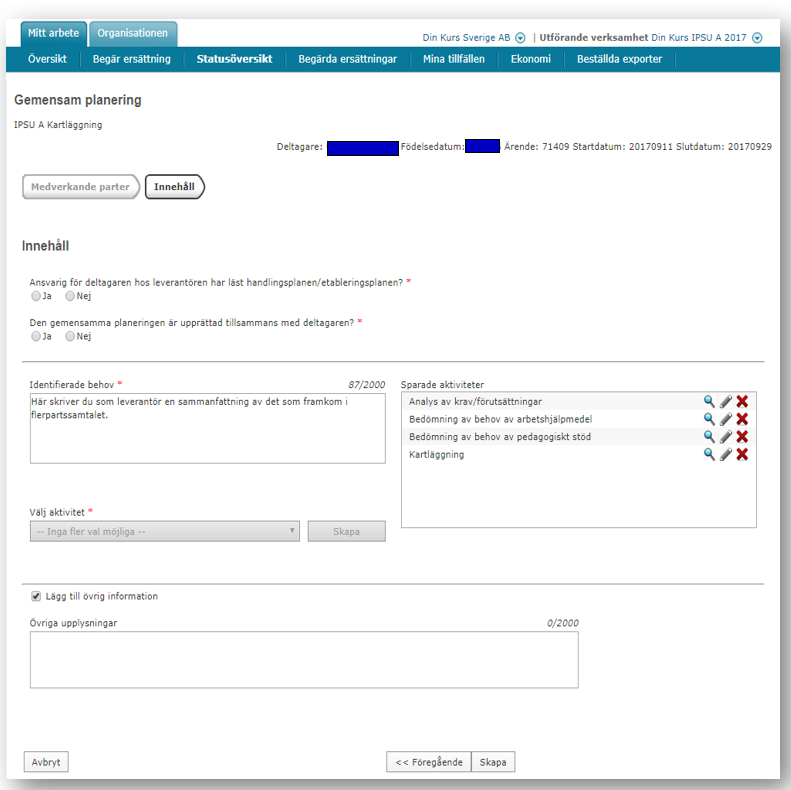 Mitt arbete Organisationen
Din Kurs Sverige AB | Utförande verksamhet Din Kurs IPSU A 2017
Översikt Begär ersättning Statusöversikt Begärda ersättningar Mina tillfällen Ekonomi Beställda exporter
Gemensam planering
IPSU A Kartläggning
Deltagare: Födelsedatum: Ärende: 71409 Startdatum: 20170911 Slutdatum: 20170929
Medverkande parter Innehåll
Innehåll
Ansvarig för deltagaren hos leverantören har läst handlingsplanen/etableringsplanen? *
Ja Nej
Den gemensamma planeringen är upprättad tillsammans med deltagaren? *
Ja Nej
Identifierade behov * 87/2000
Här skriver du som leverantör en sammanfattning av det som framkom i
flerpartssamtalet.
Sparade aktiviteter
Analys av krav/förutsättningar
Bedömning av behov av arbetshjälpmedel
Bedömning av behov av pedagogiskt stöd
Kartläggning
Välj aktivitet *
-- Inga fler val möjliga -- Skapa
Lägg till övrig information
Övriga upplysningar 0/2000
Avbryt << Föregående Skapa